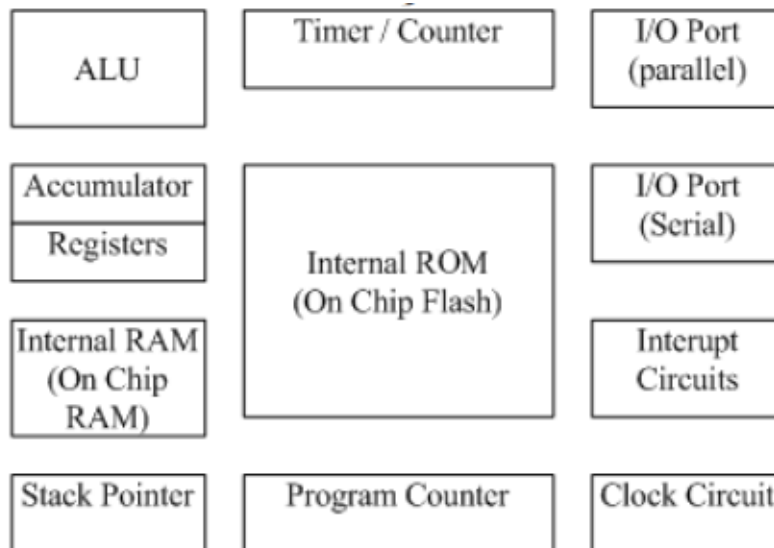 ALU
Timer / Counter
I/O Port
(parallel)
Accumulator
Registers
Internal ROM
(On Chip Flash)
I/O Port
(Serial)
Internal RAM
(On Chip
RAM)
Interupt
Circuits
Stack Pointer
Program Counter
Clock Circuit